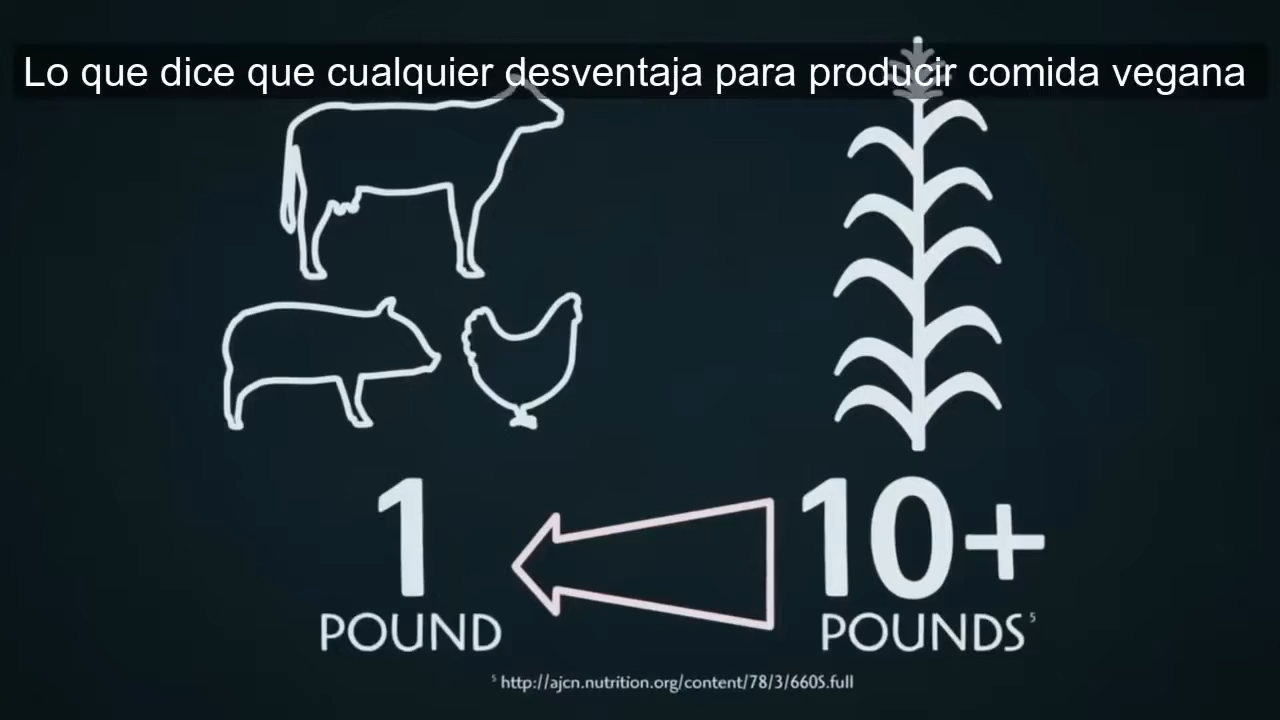 Lo que dice que cualquier desventaja para producir comida vegana
1 10+
POUND POUNDS⁵
⁵ http://ajcn.nutrition.org/content/78/3/660S.full